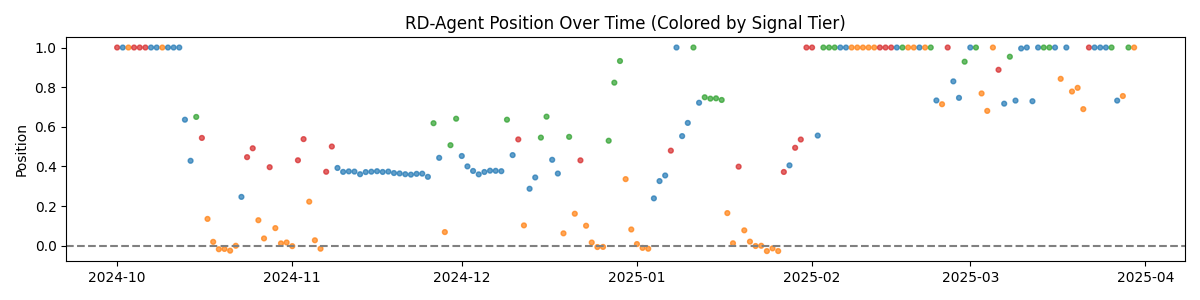 RD-Agent Position Over Time (Colored by Signal Tier)
Position
1.0
0.8
0.6
0.4
0.2
0.0
2024-10 2024-11 2024-12 2025-01 2025-02 2025-03 2025-04